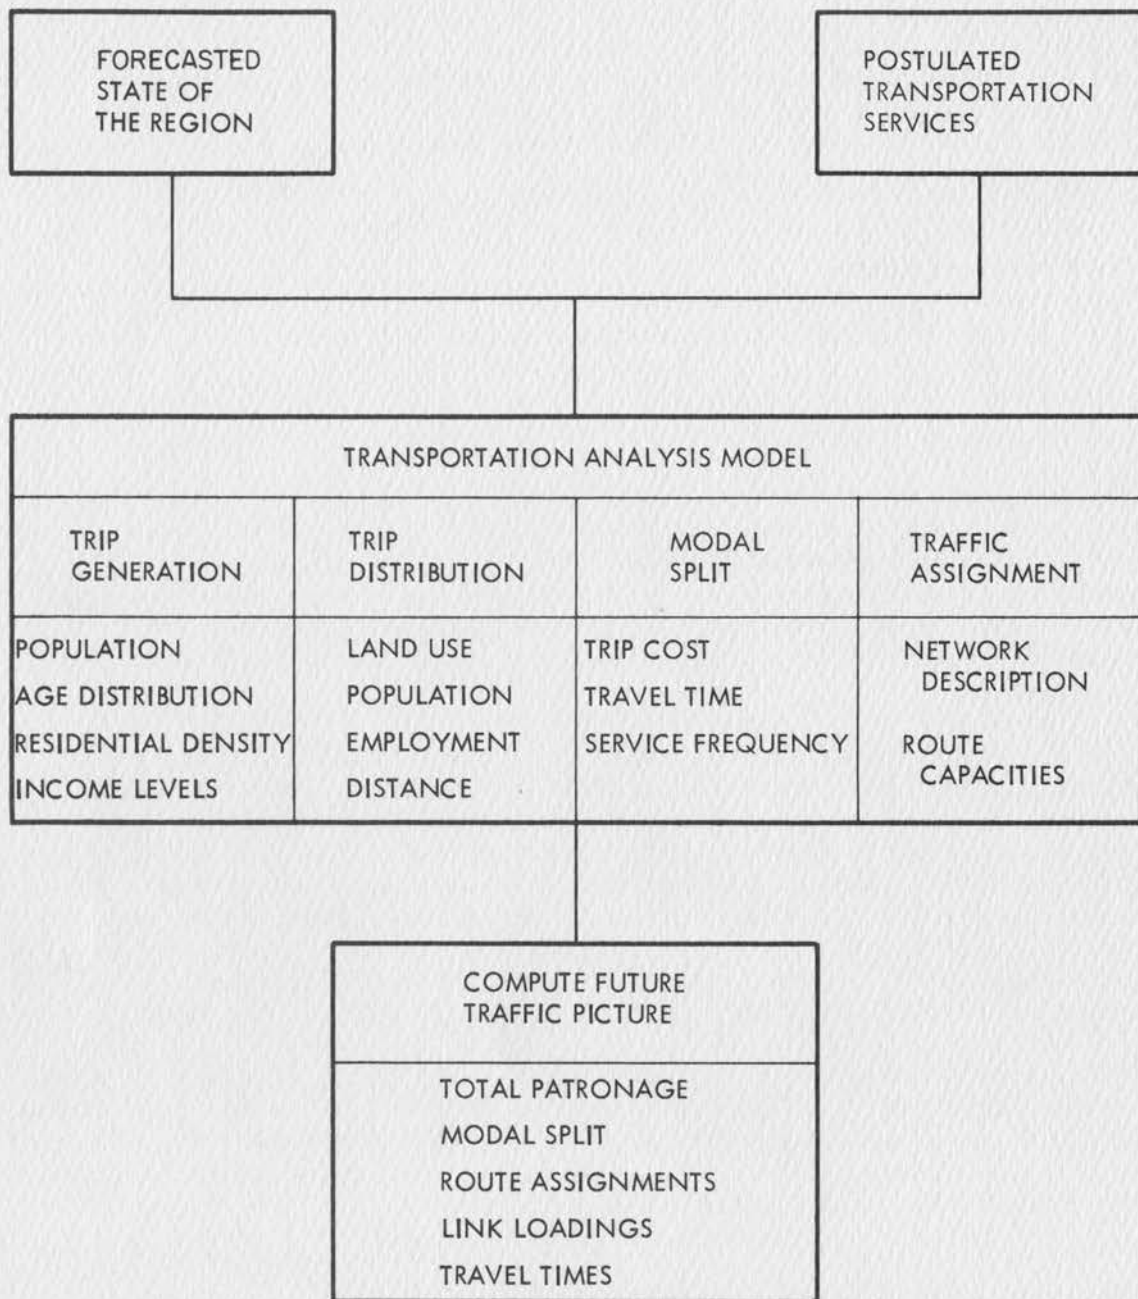 FORECASTED
STATE OF
THE REGION
POSTULATED
TRANSPORTATION
SERVICES
TRANSPORTATION ANALYSIS MODEL
TRIP
GENERATION
TRIP
DISTRIBUTION
MODAL
SPLIT
TRAFFIC
ASSIGNMENT
POPULATION
AGE DISTRIBUTION
RESIDENTIAL DENSITY
INCOME LEVELS
LAND USE
POPULATION
EMPLOYMENT
DISTANCE
TRIP COST
TRAVEL TIME
SERVICE FREQUENCY
NETWORK
DESCRIPTION
ROUTE
CAPACITIES
COMPUTE FUTURE
TRAFFIC PICTURE
TOTAL PATRONAGE
MODAL SPLIT
ROUTE ASSIGNMENTS
LINK LOADINGS
TRAVEL TIMES